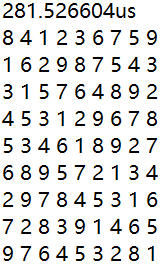 281.526604us
8 4 1 2 3 6 7 5 9
1 6 2 9 8 7 5 4 3
3 1 5 7 6 4 8 9 2
4 5 3 1 2 9 6 7 8
5 3 4 6 1 8 9 2 7
6 8 9 5 7 2 1 3 4
2 9 7 8 4 5 3 1 6
7 2 8 3 9 1 4 6 5
9 7 6 4 5 3 2 8 1